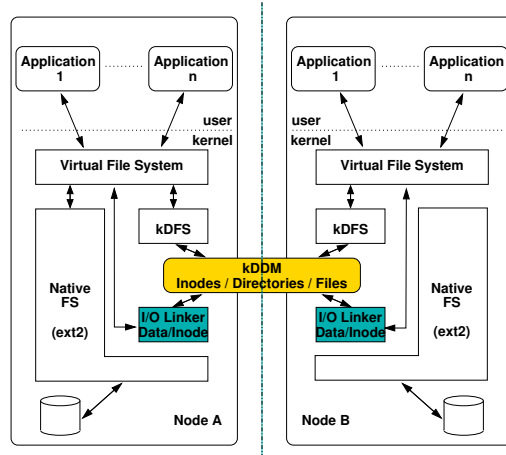 Application
1
Application
n
user
kernel
Virtual File System
kDFS
Native
FS
(ext2)
I/O Linker
Data/Inode
Node A
kDDM
Inodes / Directories / Files
Application
1
Application
n
user
kernel
Virtual File System
kDFS
Native
FS
(ext2)
I/O Linker
Data/Inode
Node B